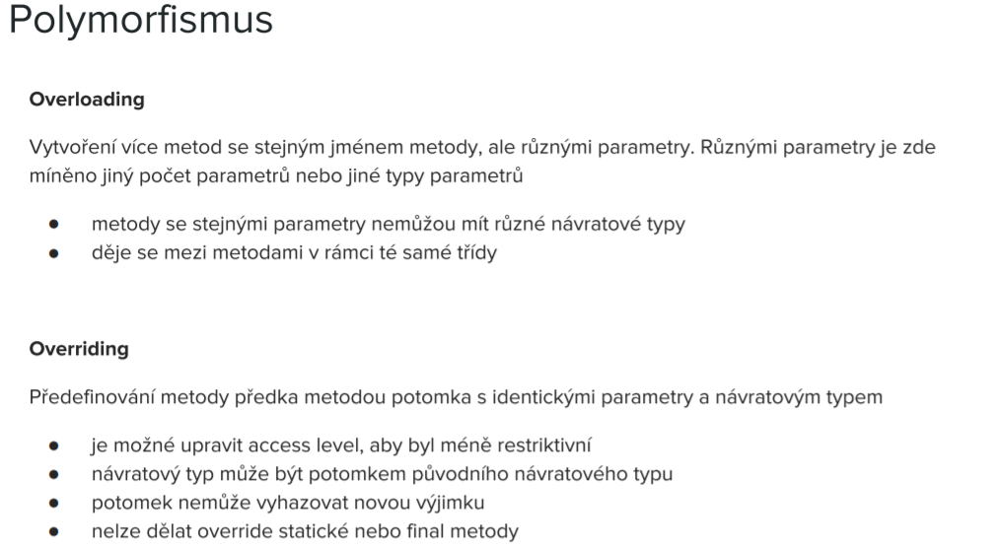 Polymorfismus
Overloading
Vytvoření více metod se stejným jménem metody, ale různými parametry. Různými parametry je zde
míněno jiný počet parametrů nebo jiné typy parametrů
● metody se stejnými parametry nemůžou mít různé návratové typy
● děje se mezi metodami v rámci té samé třídy
Overriding
Předefinování metody předka metodou potomka s identickými parametry a návratovým typem
● je možné upravit access level, aby byl méně restriktivní
● návratový typ může být potomkem původního návratového typu
● potomek nemůže vyhazovat novou výjimku
● nelze dělat override statické nebo final metody